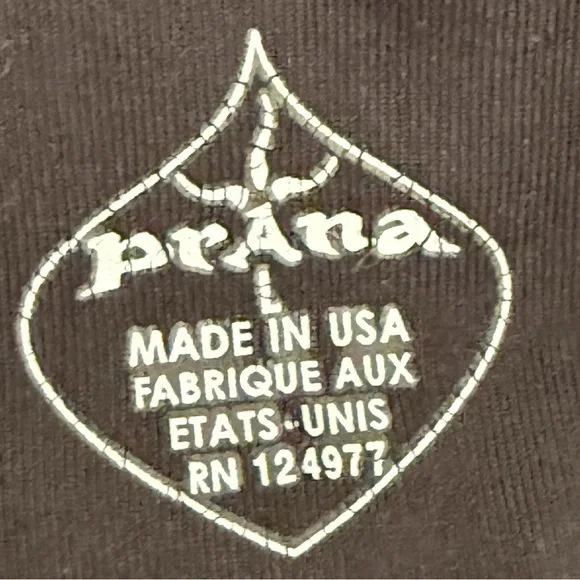 prAna
MADE IN USA
FABRIQUE AUX
ETATS-UNIS
RN 124977